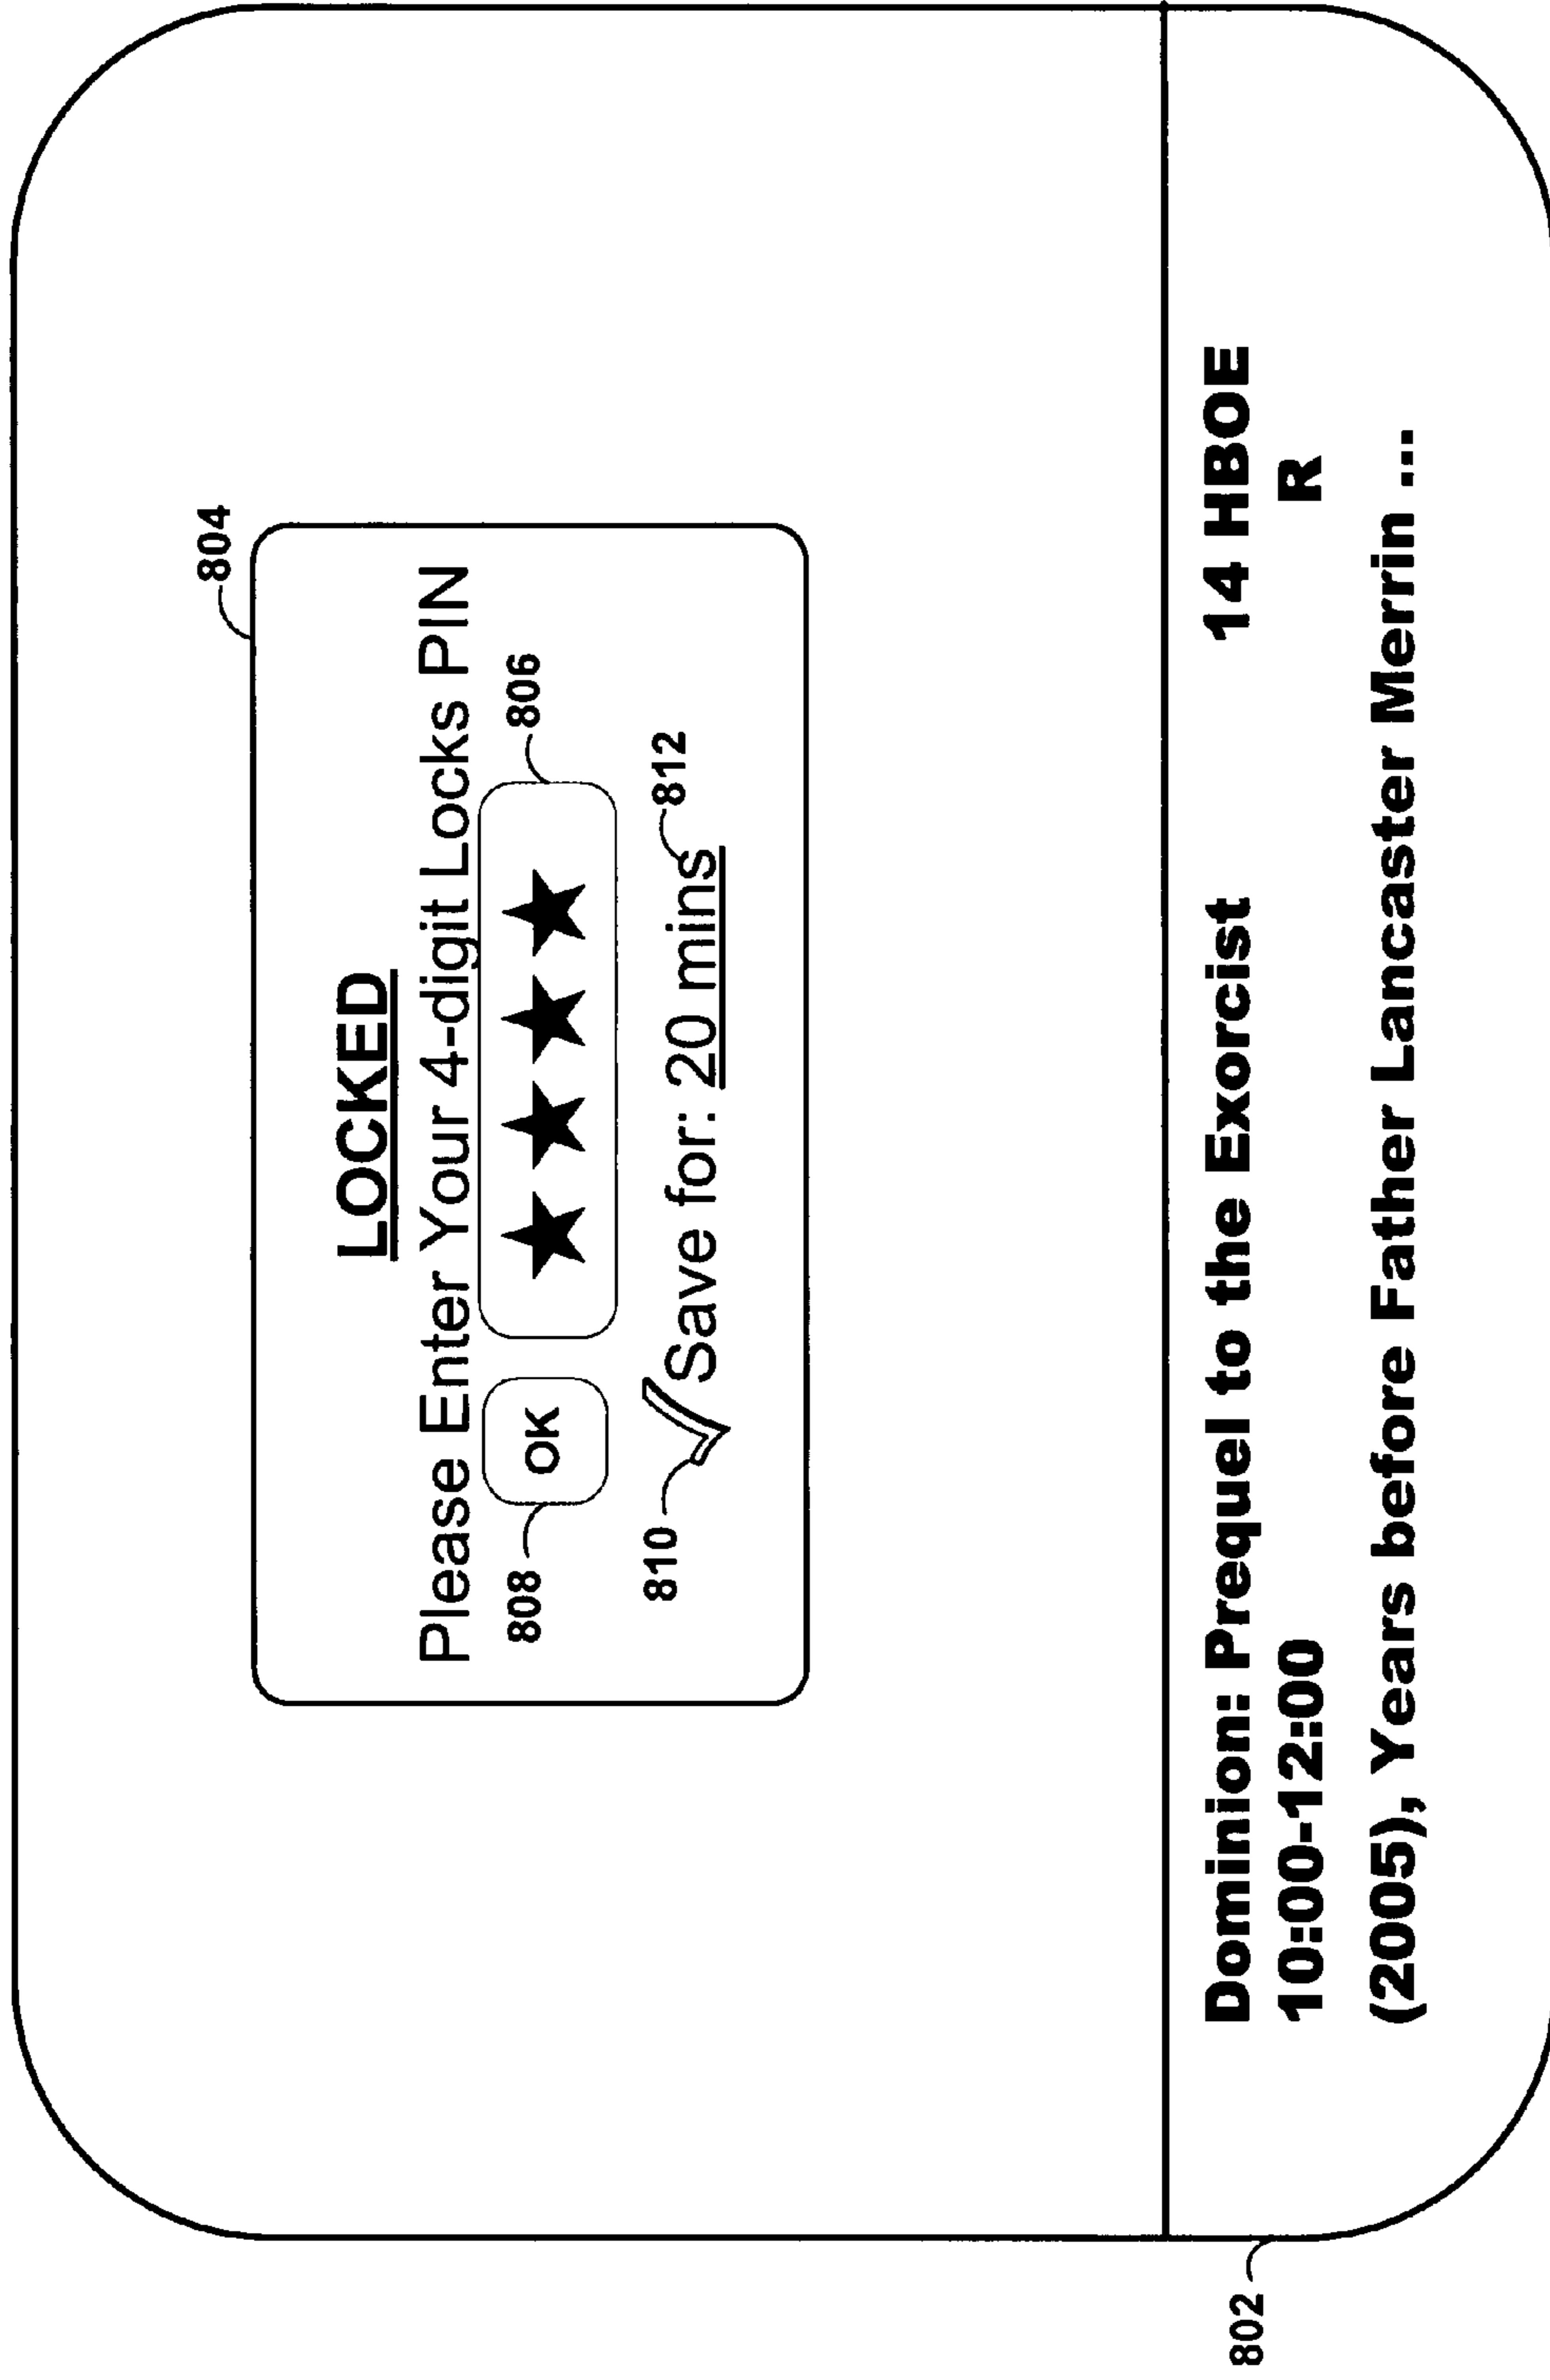 804
LOCKED
Please Enter Your 4-digit Locks PIN
808
OK
806
810
Save for: 20 mins
812
802
Dominion: Prequel to the Exorcist 14 HBOE
10:00-12:00 R
(2005), Years before Father Lancaster Merrin ...